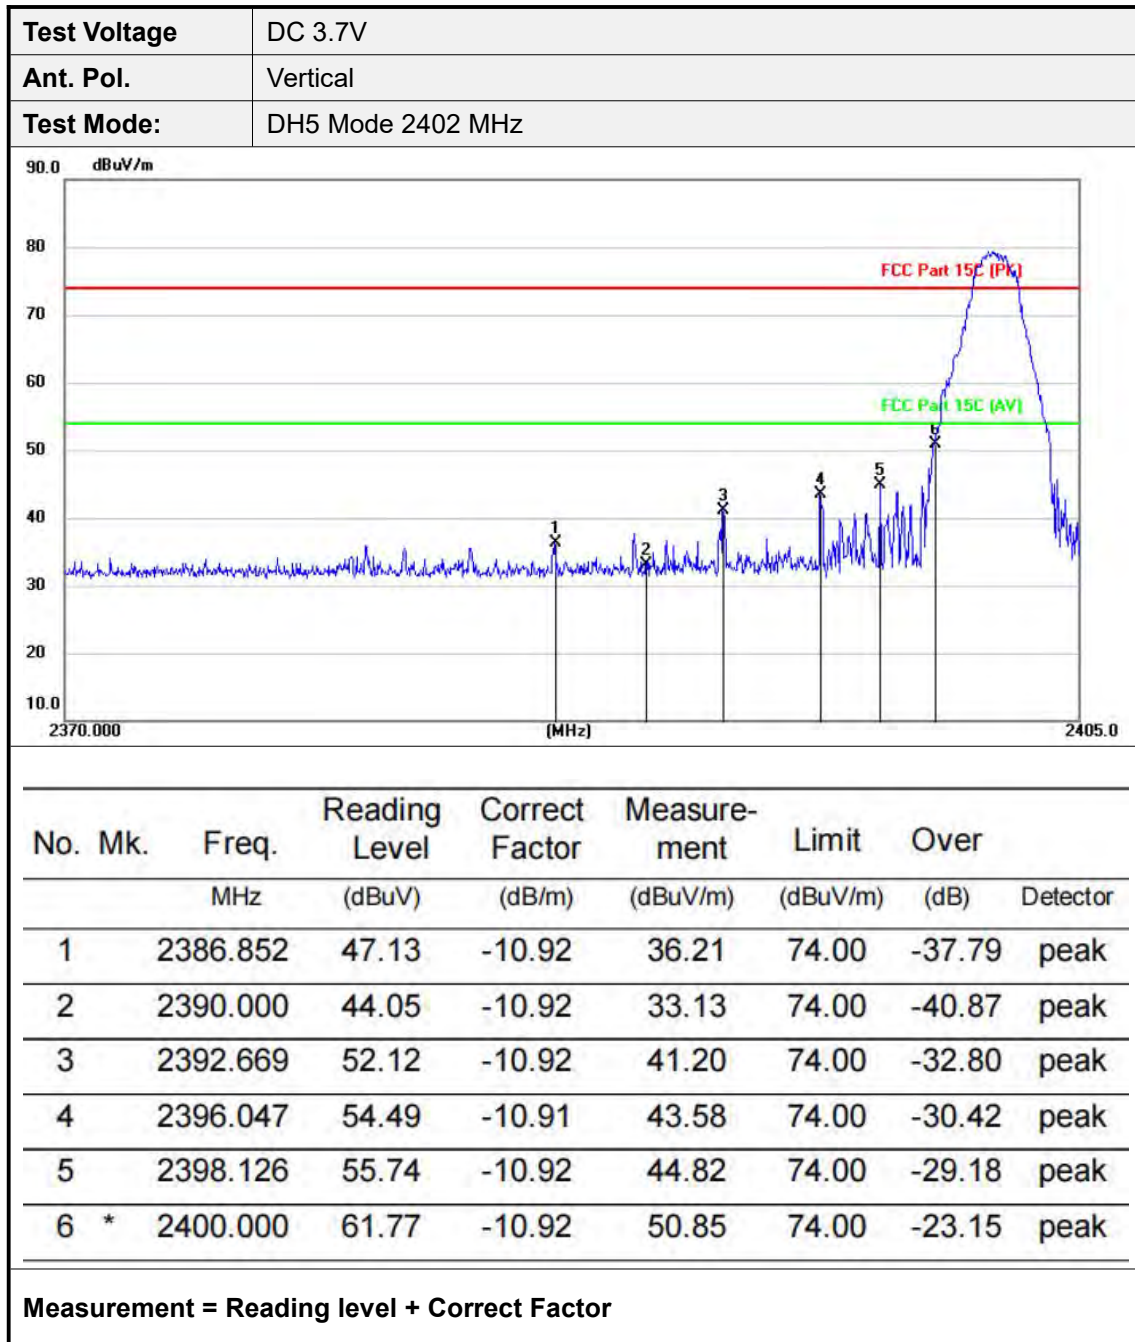 Test Voltage DC 3.7V
Ant. Pol. Vertical
Test Mode: DH5 Mode 2402 MHz
90.0 dBuV/m
80
FCC Part 15C (PK)
70
60
FCC Part 15C (AV)
50
40
30
20
10.0
1
2
3
4
5
6
2370.000 (MHz) 2405.0
No. Mk. Freq. Reading Level Correct Factor Measure-ment Limit Over
MHz (dBuV) (dB/m) (dBuV/m) (dBuV/m) (dB) Detector
1 2386.852 47.13 -10.92 36.21 74.00 -37.79 peak
2 2390.000 44.05 -10.92 33.13 74.00 -40.87 peak
3 2392.669 52.12 -10.92 41.20 74.00 -32.80 peak
4 2396.047 54.49 -10.91 43.58 74.00 -30.42 peak
5 2398.126 55.74 -10.92 44.82 74.00 -29.18 peak
6 * 2400.000 61.77 -10.92 50.85 74.00 -23.15 peak
Measurement = Reading level + Correct Factor